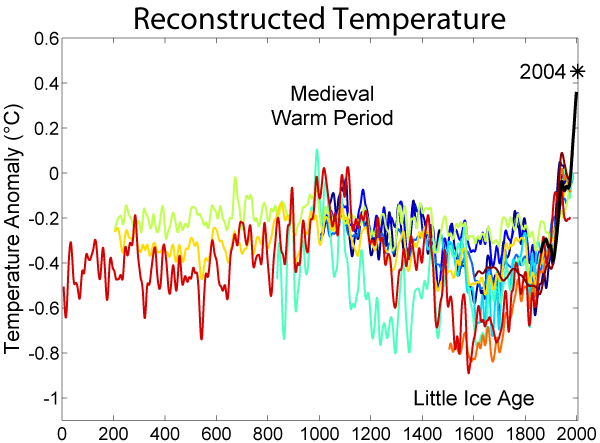 Reconstructed Temperature
0.6
0.4
0.2
0
-0.2
-0.4
-0.6
-0.8
-1
Temperature Anomaly (°C)
2004 *
Medieval
Warm Period
Little Ice Age
0 200 400 600 800 1000 1200 1400 1600 1800 2000